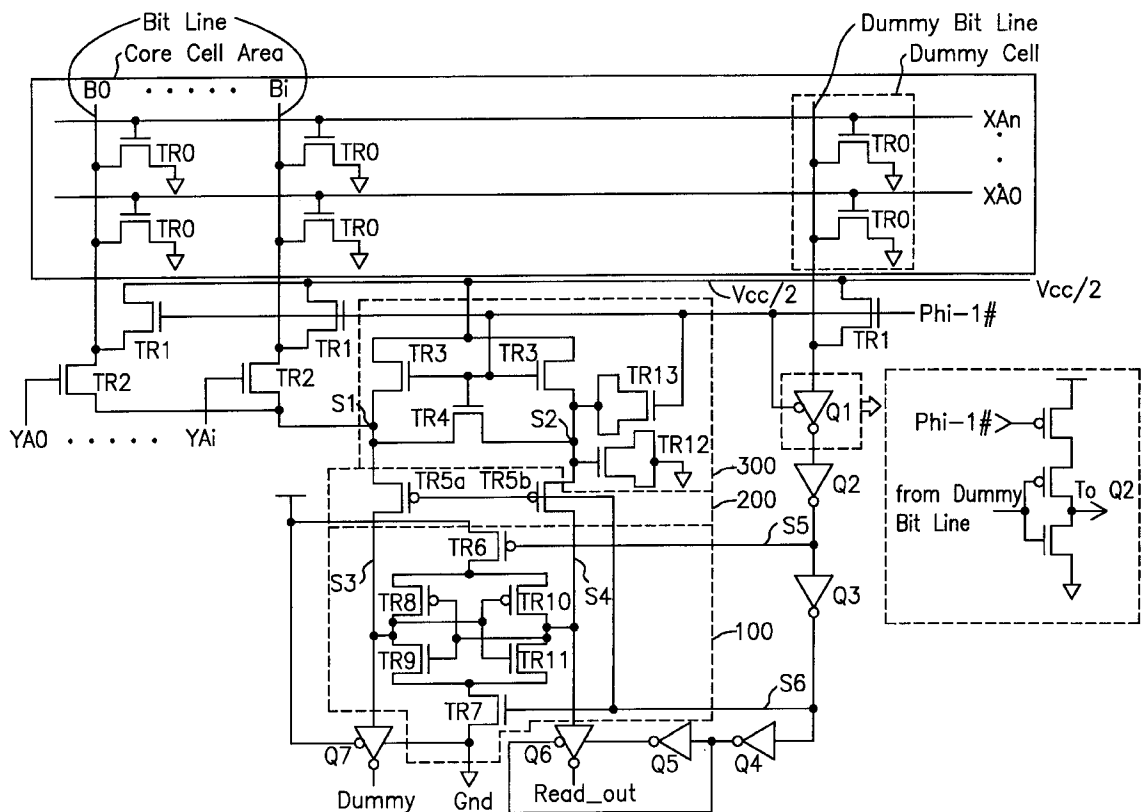 Bit Line
Dummy Bit Line
Core Cell Area
Dummy Cell
B0 . . . . . Bi
XAn
TR0
TR0
TR0
XA0
TR0
TR0
TR0
Vcc/2
Vcc/2
Phi-1#
TR1
TR1
TR1
TR3
TR3
TR2
TR2
TR13
S1
TR4
S2
Q1
YA0 . . . . . YAi
TR12
Phi-1#
300
TR5a
TR5b
Q2
200
from Dummy
Bit Line
To Q2
S5
TR6
S3
S4
Q3
TR8
TR10
100
TR9
TR11
S6
TR7
Q7
Q6
Q5
Q4
Dummy
Gnd
Read_out